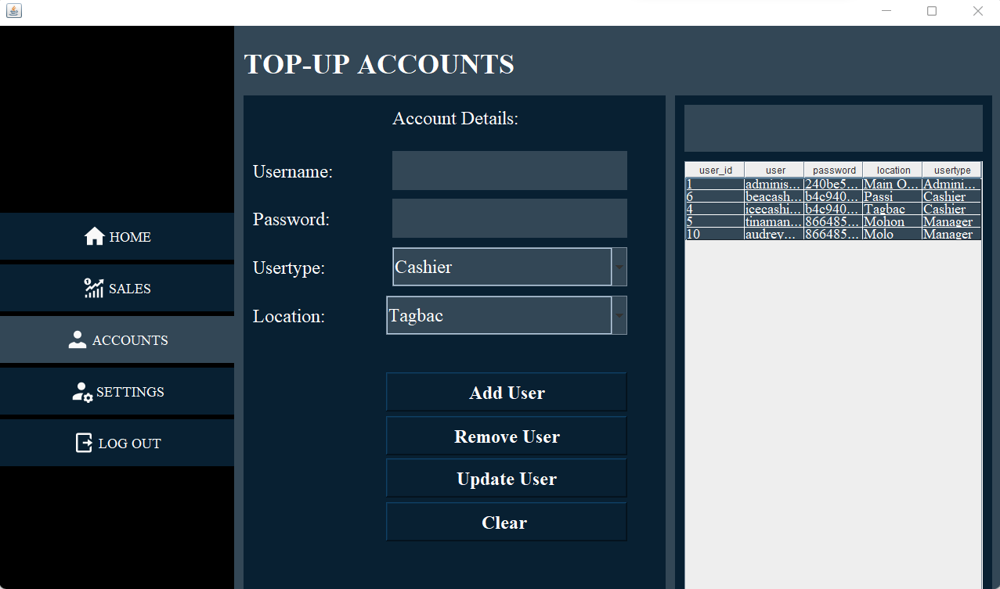 TOP-UP ACCOUNTS
HOME
SALES
ACCOUNTS
SETTINGS
LOG OUT
Account Details:
Username:
Password:
Usertype: Cashier
Location: Tagbac
Add User
Remove User
Update User
Clear
user_id user password location usertype
1 adminis... 240be5... Main O... Admini...
6 beacash... b4c940... Passi Cashier
4 icecashi... b4c940... Tagbac Cashier
5 tinaman... 866485... Mohon Manager
10 audrey... 866485... Molo Manager